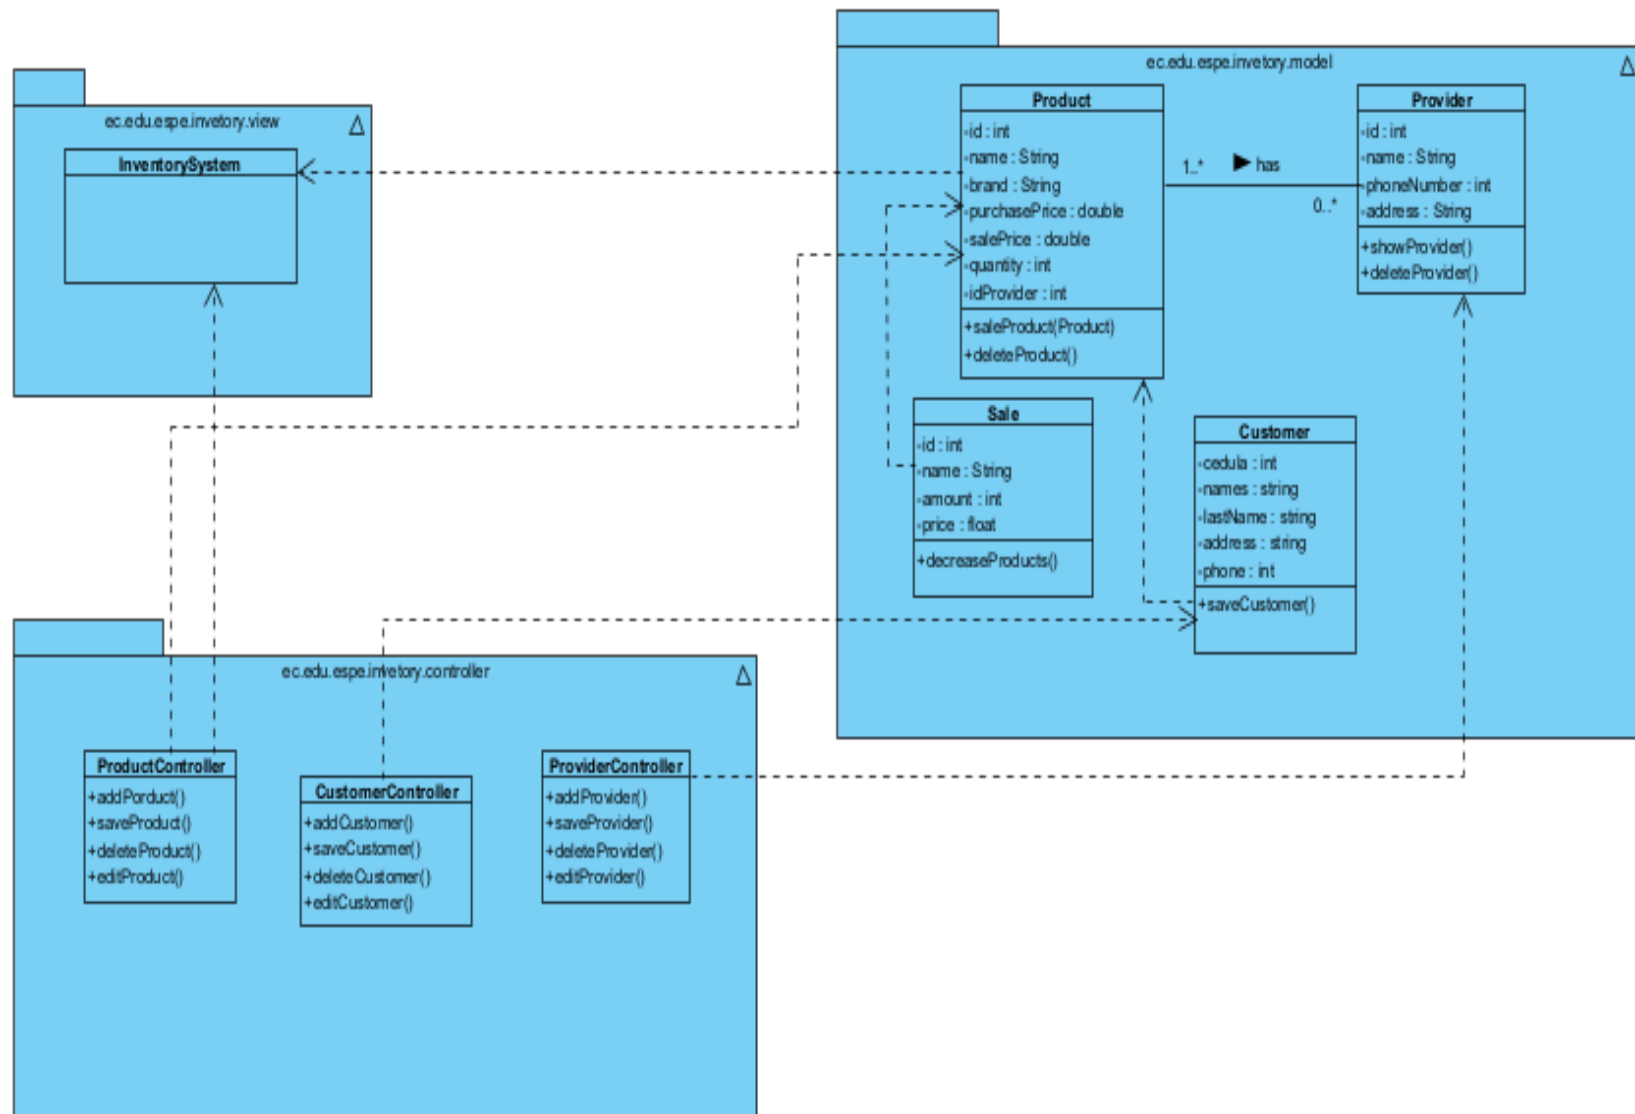 ec.edu.espe.invetory.view
InventorySystem
ec.edu.espe.invetory.model
Product
-id : int
-name : String
-brand : String
-purchasePrice : double
-salePrice : double
-quantity : int
-idProvider : int
+saleProduct(Product)
+deleteProduct()
1..*
has
0..*
Provider
-id : int
-name : String
-phoneNumber : int
-address : String
+showProvider()
+deleteProvider()
Sale
-id : int
-name : String
-amount : int
-price : float
+decreaseProducts()
Customer
-cedula : int
-names : string
-lastName : string
-address : string
-phone : int
+saveCustomer()
ec.edu.espe.invetory.controller
ProductController
+addPorduct()
+saveProduct()
+deleteProduct()
+editProduct()
CustomerController
+addCustomer()
+saveCustomer()
+deleteCustomer()
+editCustomer()
ProviderController
+addProvider()
+saveProvider()
+deleteProvider()
+editProvider()